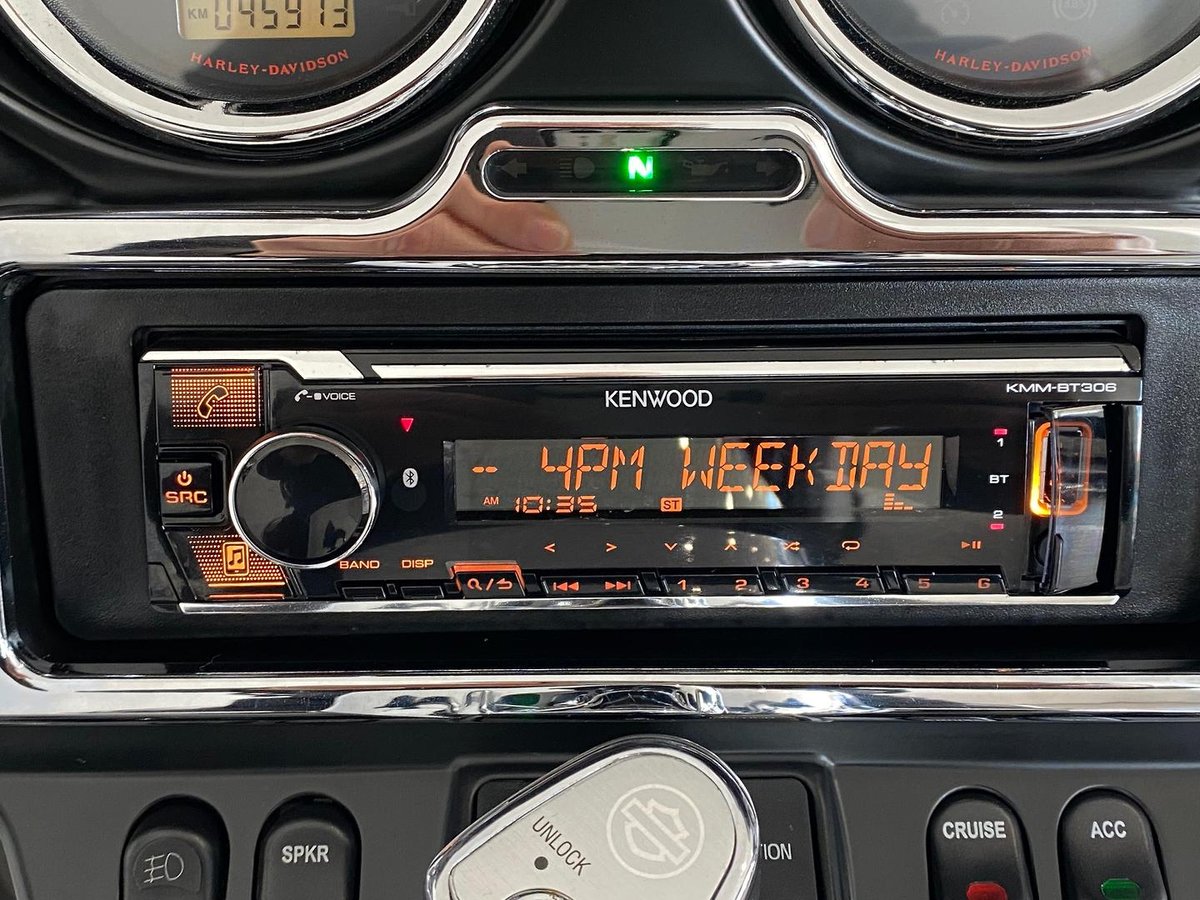 KM 045913
HARLEY-DAVIDSON
HARLEY-DAVIDSON
N
VOICE
KENWOOD
KMM-BT306
SRC
-- 4PM WEEKDAY
AM 10:35 ST
1
BT
2
BAND DISP
1 2 3 4 5 6
SPKR
UNLOCK
CRUISE
ACC